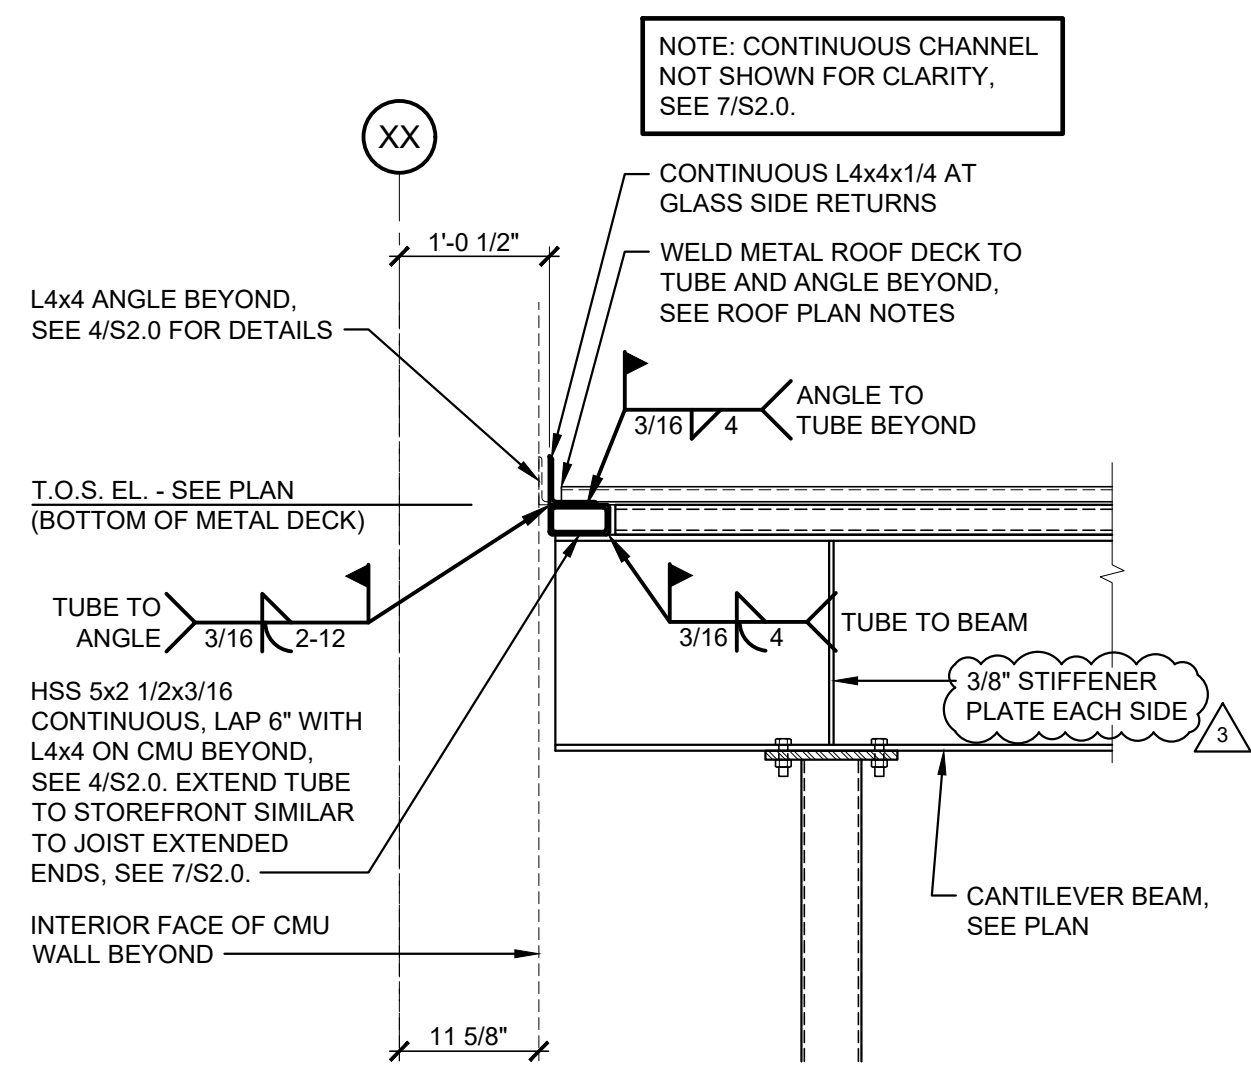 NOTE: CONTINUOUS CHANNEL
NOT SHOWN FOR CLARITY,
SEE 7/S2.0.
XX
CONTINUOUS L4x4x1/4 AT
GLASS SIDE RETURNS
1'-0 1/2"
WELD METAL ROOF DECK TO
TUBE AND ANGLE BEYOND,
SEE ROOF PLAN NOTES
L4x4 ANGLE BEYOND,
SEE 4/S2.0 FOR DETAILS
3/16 4
ANGLE TO
TUBE BEYOND
T.O.S. EL. - SEE PLAN
(BOTTOM OF METAL DECK)
TUBE TO
ANGLE
3/16 2-12
3/16 4
TUBE TO BEAM
HSS 5x2 1/2x3/16
CONTINUOUS, LAP 6" WITH
L4x4 ON CMU BEYOND,
SEE 4/S2.0. EXTEND TUBE
TO STOREFRONT SIMILAR
TO JOIST EXTENDED
ENDS, SEE 7/S2.0.
3/8" STIFFENER
PLATE EACH SIDE
3
CANTILEVER BEAM,
SEE PLAN
INTERIOR FACE OF CMU
WALL BEYOND
11 5/8"